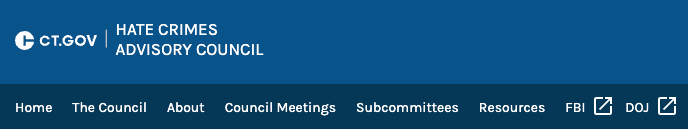 CT.GOV
HATE CRIMES
ADVISORY COUNCIL
Home The Council About Council Meetings Subcommittees Resources FBI DOJ